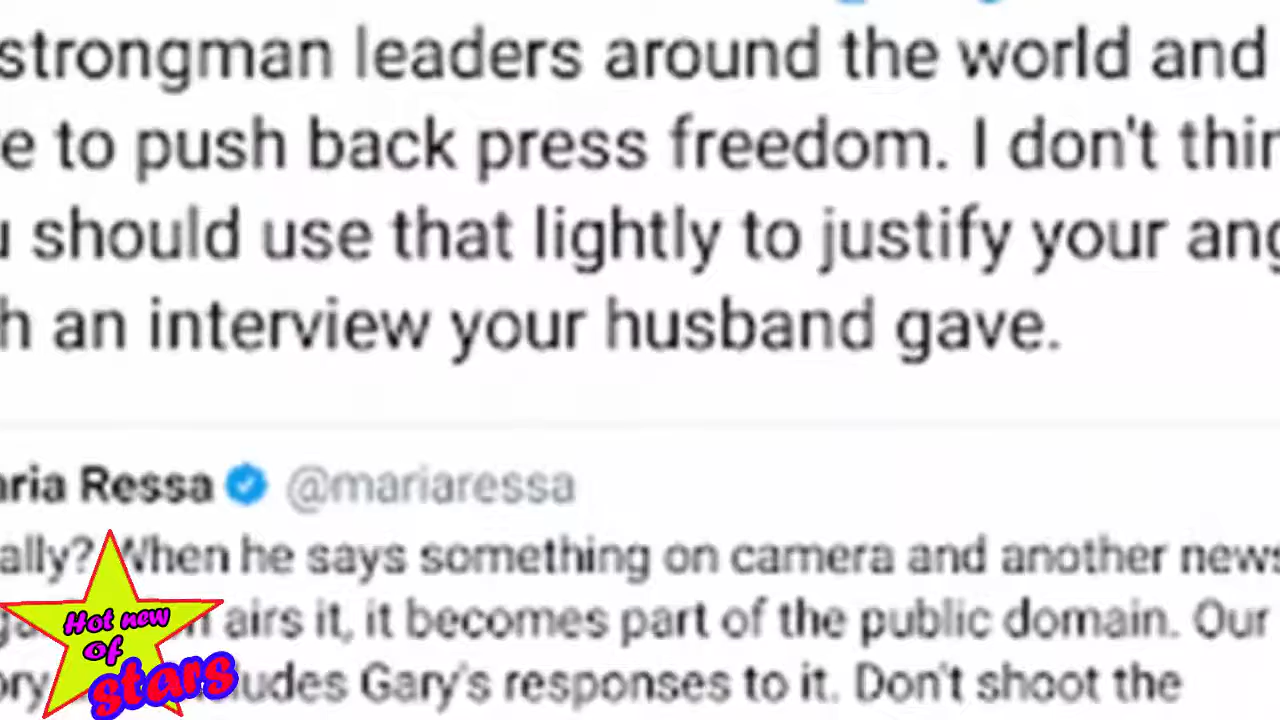 strongman leaders around the world and
e to push back press freedom. I don't thin
u should use that lightly to justify your ang
h an interview your husband gave.
aria Ressa @mariaressa
ally? When he says something on camera and another news
airs it, it becomes part of the public domain. Our
ory udes Gary's responses to it. Don't shoot the
Hot new
of
stars